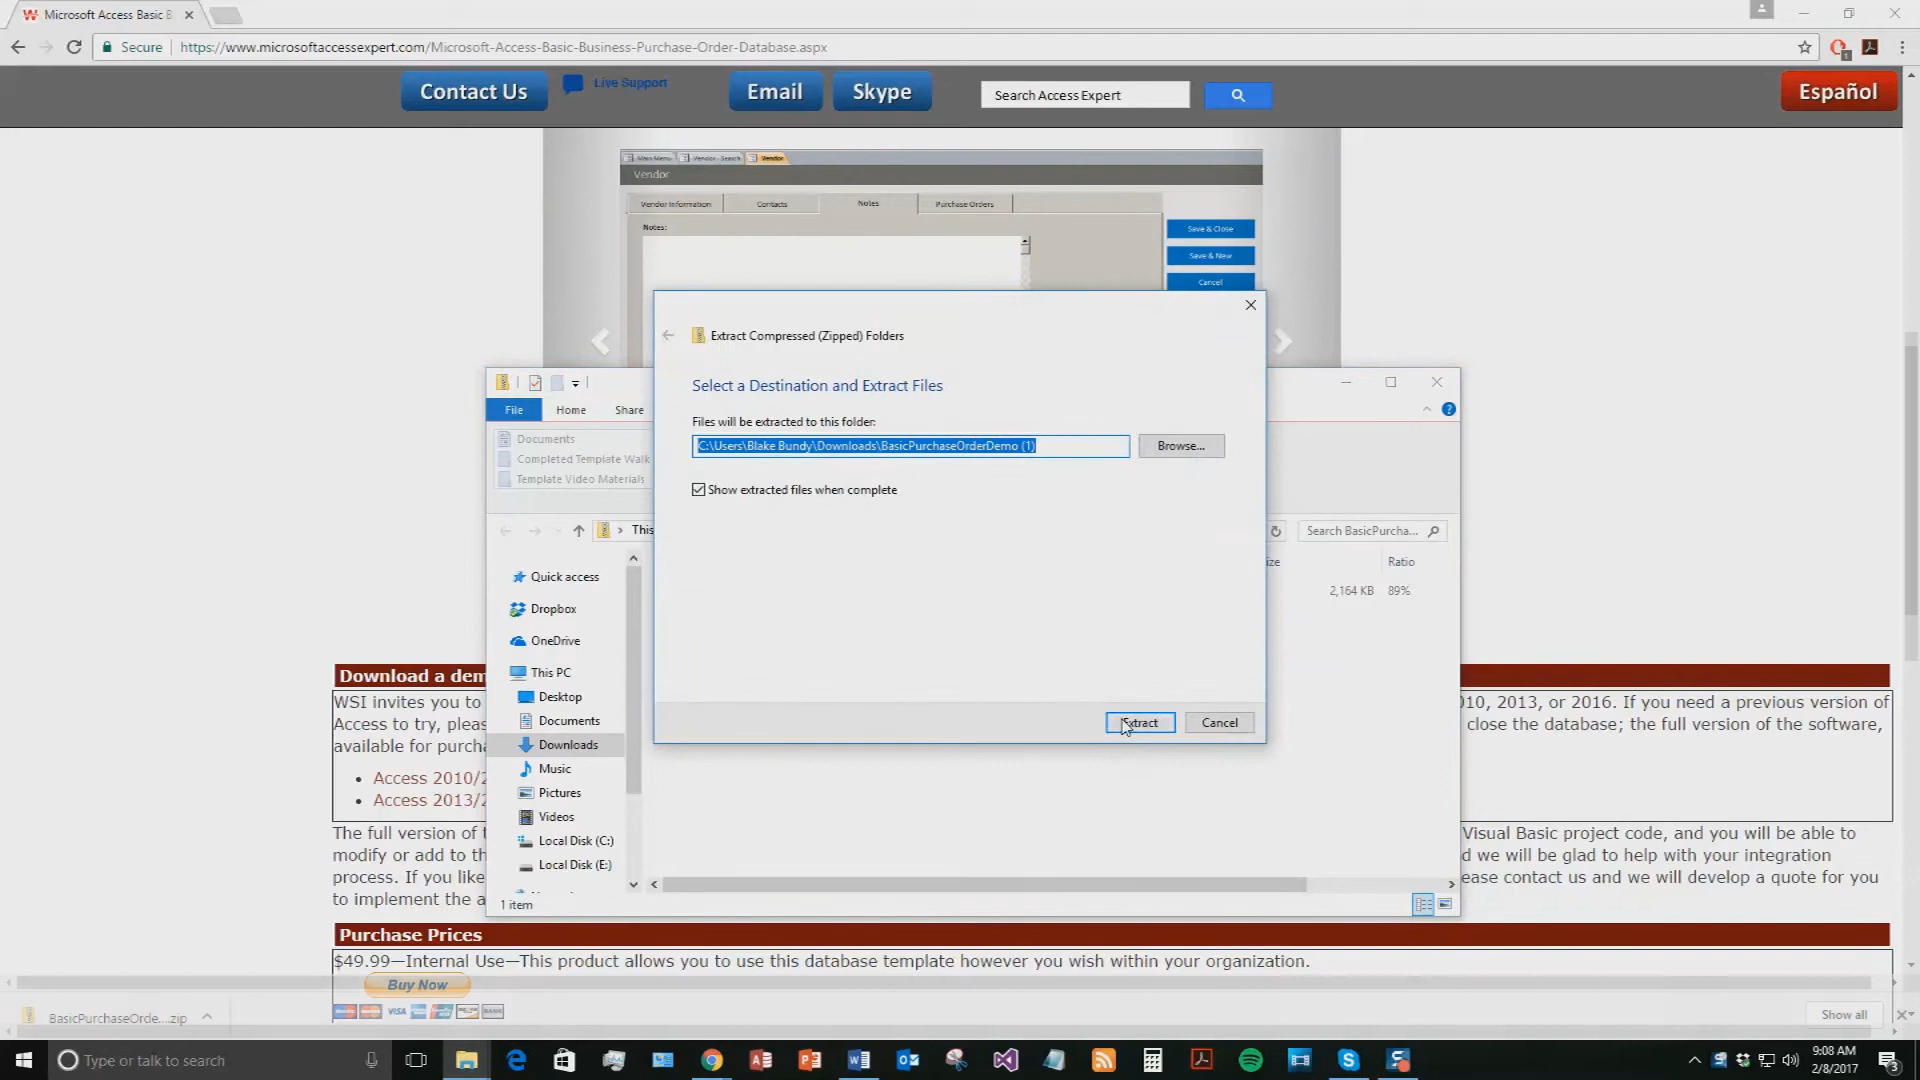 Microsoft Access Basic B
Secure
https://www.microsoftaccessexpert.com/Microsoft-Access-Basic-Business-Purchase-Order-Database.aspx
Contact Us
Live Support
Email
Skype
Search Access Expert
Español
Main Menu
Vendor - Search
Vendor
Vendor
Vendor Information
Contacts
Notes
Purchase Orders
Notes:
Save & Close
Save & New
Cancel
Extract Compressed (Zipped) Folders
Select a Destination and Extract Files
Files will be extracted to this folder:
C:\Users\Blake Bundy\Downloads\BasicPurchaseOrderDemo (1)
Browse...
Show extracted files when complete
Extract
Cancel
File
Home
Share
Documents
Completed Template Walk
Template Video Materials
This
Search BasicPurcha...
Ratio
2,164 KB
89%
Quick access
Dropbox
OneDrive
This PC
Desktop
Documents
Downloads
Music
Pictures
Videos
Local Disk (C:)
Local Disk (E:)
1 item
Download a dem
WSI invites you to
10, 2013, or 2016. If you need a previous version of
Access to try, pleas
close the database; the full version of the software,
available for purcha
Access 2010/2
Access 2013/2
The full version of t
Visual Basic project code, and you will be able to
modify or add to th
d we will be glad to help with your integration
process. If you like
ease contact us and we will develop a quote for you
to implement the a
Purchase Prices
$49.99—Internal Use—This product allows you to use this database template however you wish within your organization.
Buy Now
VISA
BasicPurchaseOrde....zip
Show all
Type or talk to search
9:08 AM
2/8/2017
3